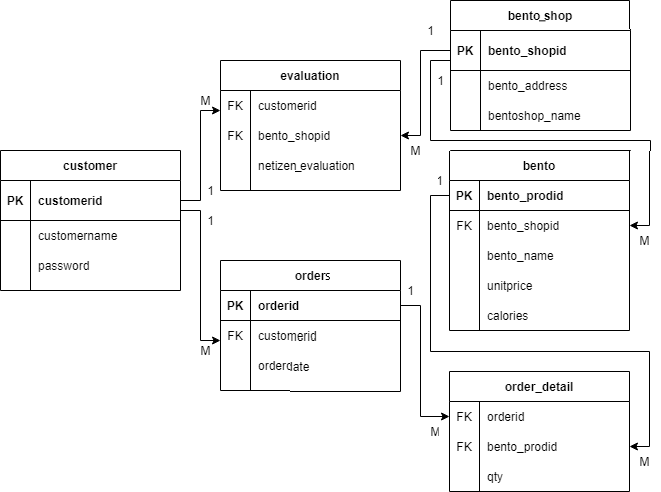 bento_shop
PK bento_shopid
bento_address
bentoshop_name
1
1
M
evaluation
FK customerid
FK bento_shopid
netizen_evaluation
M
customer
PK customerid
customername
password
1
1
M
bento
PK bento_prodid
FK bento_shopid
bento_name
unitprice
calories
1
M
orders
PK orderid
FK customerid
orderdate
1
M
order_detail
FK orderid
FK bento_prodid
qty
M